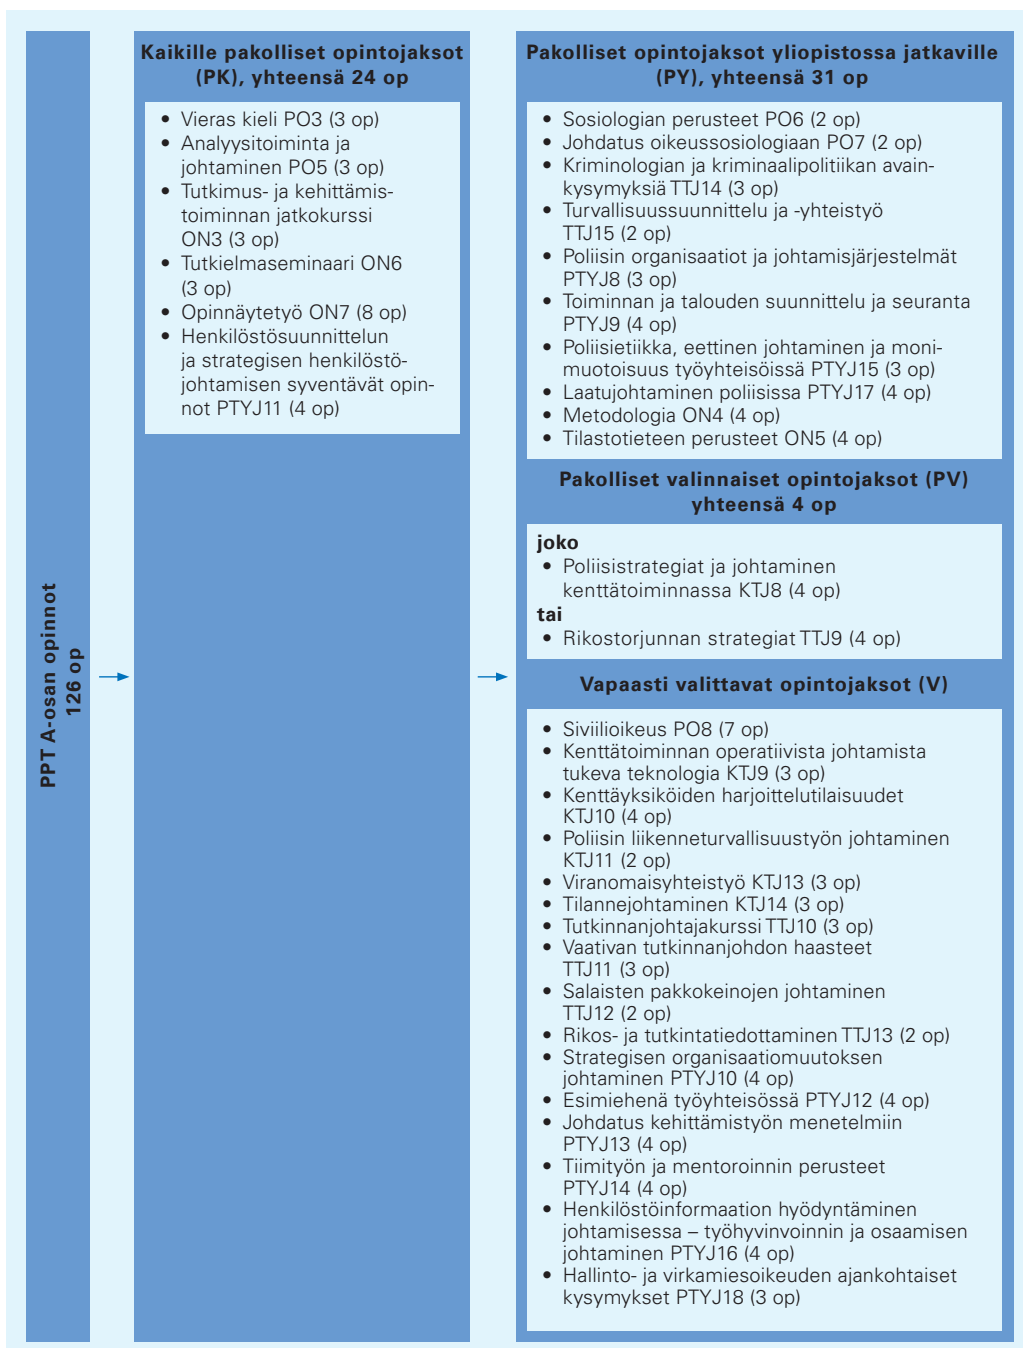 PPT A-osan opinnot
126 op
Kaikille pakolliset opintojaksot
(PK), yhteensä 24 op
• Vieras kieli PO3 (3 op)
• Analyysitoiminta ja
johtaminen PO5 (3 op)
• Tutkimus- ja kehittämis-
toiminnan jatkokurssi
ON3 (3 op)
• Tutkielmaseminaari ON6
(3 op)
• Opinnäytetyö ON7 (8 op)
• Henkilöstösuunnittelun
ja strategisen henkilöstö-
johtamisen syventävät opin-
not PTYJ11 (4 op)
Pakolliset opintojaksot yliopistossa jatkaville
(PY), yhteensä 31 op
• Sosiologian perusteet PO6 (2 op)
• Johdatus oikeussosiologiaan PO7 (2 op)
• Kriminologian ja kriminaalipolitiikan avain-
kysymyksiä TTJ14 (3 op)
• Turvallisuussuunnittelu ja -yhteistyö
TTJ15 (2 op)
• Poliisin organisaatiot ja johtamisjärjestelmät
PTYJ8 (3 op)
• Toiminnan ja talouden suunnittelu ja seuranta
PTYJ9 (4 op)
• Poliisietiikka, eettinen johtaminen ja moni-
muotoisuus työyhteisöissä PTYJ15 (3 op)
• Laatujohtaminen poliisissa PTYJ17 (4 op)
• Metodologia ON4 (4 op)
• Tilastotieteen perusteet ON5 (4 op)
Pakolliset valinnaiset opintojaksot (PV)
yhteensä 4 op
joko
• Poliisistrategiat ja johtaminen
kenttätoiminnassa KTJ8 (4 op)
tai
• Rikostorjunnan strategiat TTJ9 (4 op)
Vapaasti valittavat opintojaksot (V)
• Siviilioikeus PO8 (7 op)
• Kenttätoiminnan operatiivista johtamista
tukeva teknologia KTJ9 (3 op)
• Kenttäyksiköiden harjoittelutilaisuudet
KTJ10 (4 op)
• Poliisin liikenneturvallisuustyön johtaminen
KTJ11 (2 op)
• Viranomaisyhteistyö KTJ13 (3 op)
• Tilannejohtaminen KTJ14 (3 op)
• Tutkinnanjohtajakurssi TTJ10 (3 op)
• Vaativan tutkinnanjohdon haasteet
TTJ11 (3 op)
• Salaisten pakkokeinojen johtaminen
TTJ12 (2 op)
• Rikos- ja tutkintatiedottaminen TTJ13 (2 op)
• Strategisen organisaatiomuutoksen
johtaminen PTYJ10 (4 op)
• Esimiehenä työyhteisössä PTYJ12 (4 op)
• Johdatus kehittämistyön menetelmiin
PTYJ13 (4 op)
• Tiimityön ja mentoroinnin perusteet
PTYJ14 (4 op)
• Henkilöstöinformaation hyödyntäminen
johtamisessa – työhyvinvoinnin ja osaamisen
johtaminen PTYJ16 (4 op)
• Hallinto- ja virkamiesoikeuden ajankohtaiset
kysymykset PTYJ18 (3 op)